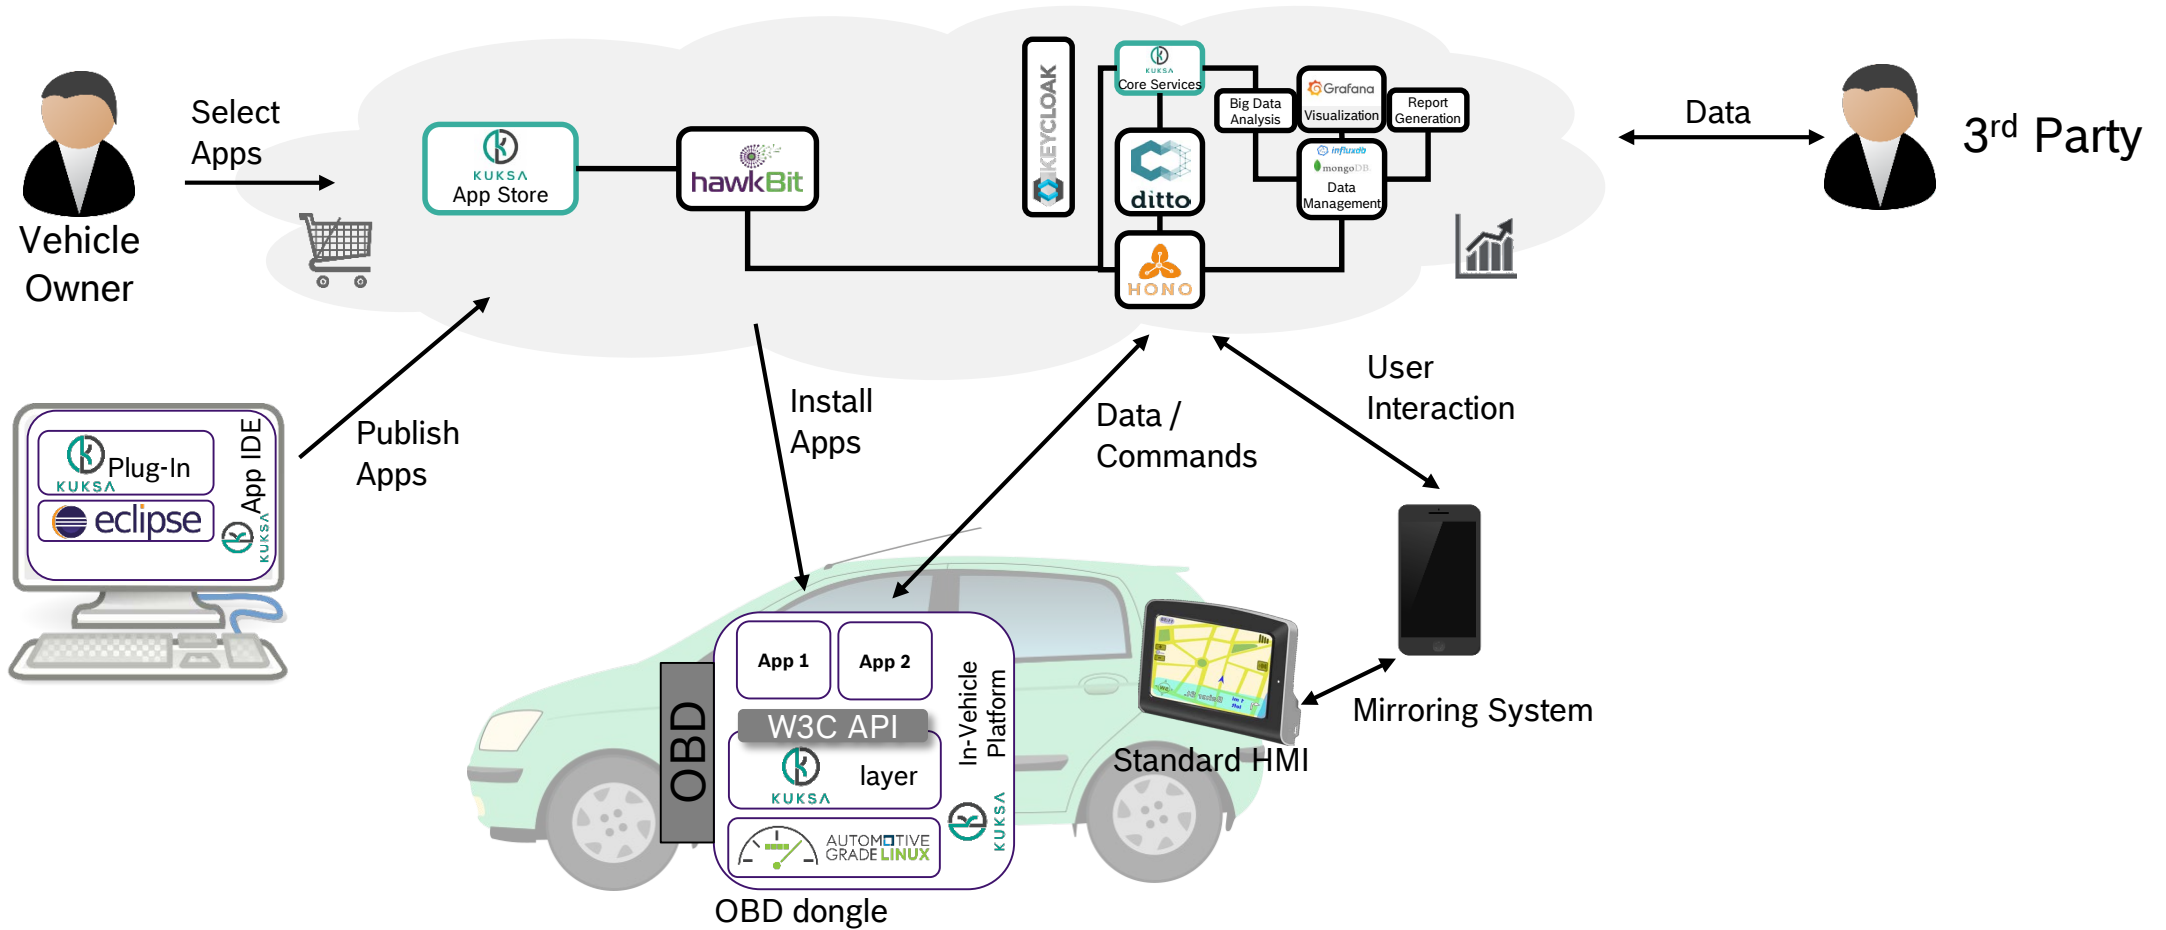 Vehicle
Owner
Select
Apps
KUKSA
App Store
hawkBit
KEYCLOAK
KUKSA
Core Services
ditto
HONO
Big Data
Analysis
Grafana
Visualization
Report
Generation
influxdb
mongoDB
Data
Management
Data
3rd Party
Publish
Apps
Install
Apps
Data /
Commands
User
Interaction
Plug-In
KUKSA
eclipse
App IDE
KUKSA
OBD
App 1
App 2
W3C API
KUKSA
layer
AUTOMOTIVE
GRADE LINUX
In-Vehicle
Platform
KUKSA
OBD dongle
Standard HMI
Mirroring System